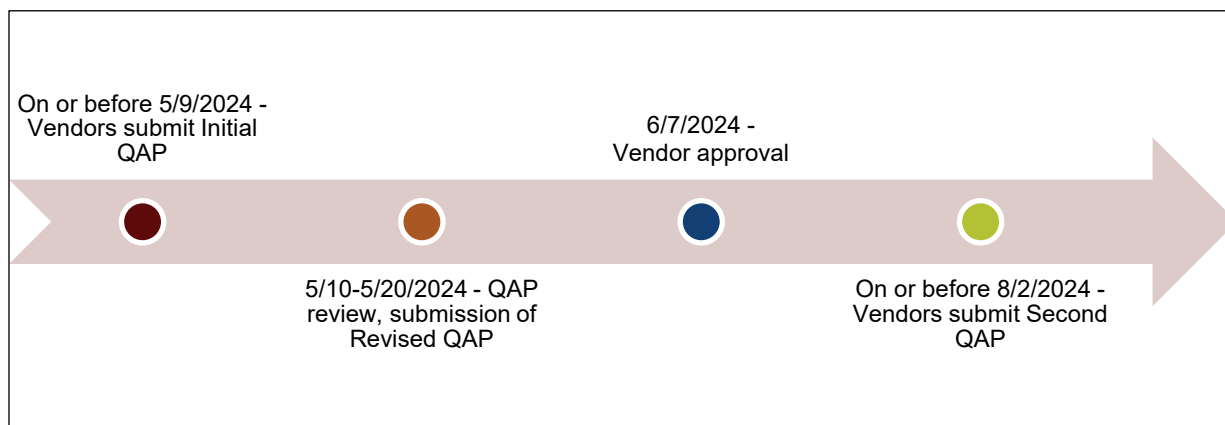 On or before 5/9/2024 -
Vendors submit Initial
QAP
5/10-5/20/2024 - QAP
review, submission of
Revised QAP
6/7/2024 -
Vendor approval
On or before 8/2/2024 -
Vendors submit Second
QAP